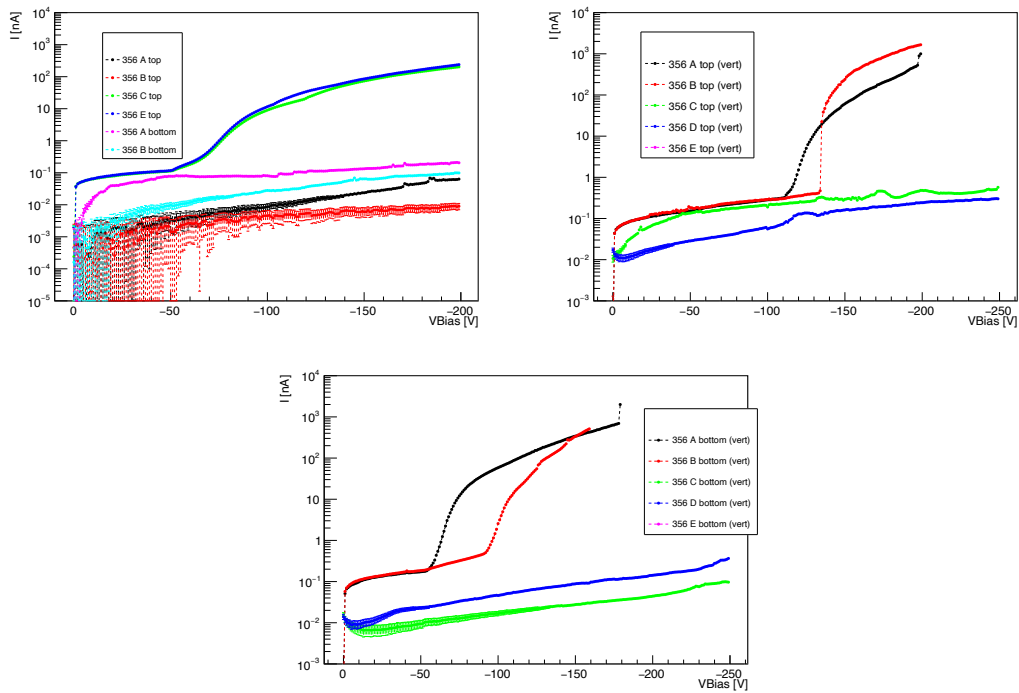 I [nA]
10⁴
10³
10²
10
1
10⁻¹
10⁻²
10⁻³
10⁻⁴
10⁻⁵
356 A top
356 B top
356 C top
356 E top
356 A bottom
356 B bottom
0 −50 −100 −150 −200
VBias [V]
I [nA]
10⁴
10³
10²
10
1
10⁻¹
10⁻²
10⁻³
356 A top (vert)
356 B top (vert)
356 C top (vert)
356 D top (vert)
356 E top (vert)
0 −50 −100 −150 −200 −250
VBias [V]
I [nA]
10⁴
10³
10²
10
1
10⁻¹
10⁻²
10⁻³
356 A bottom (vert)
356 B bottom (vert)
356 C bottom (vert)
356 D bottom (vert)
356 E bottom (vert)
0 −50 −100 −150 −200 −250
VBias [V]